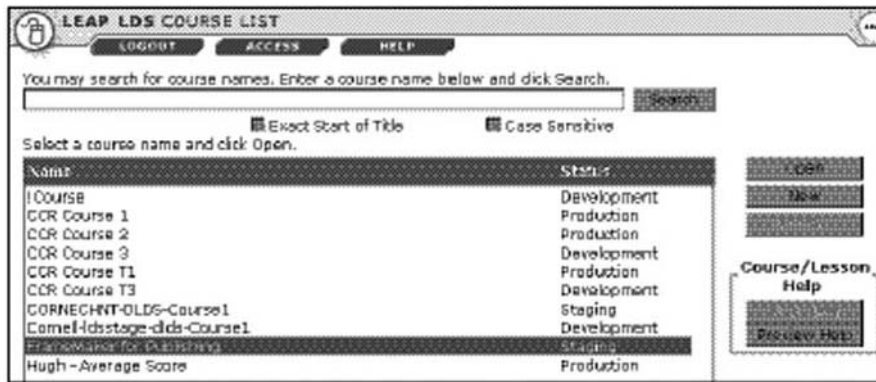 LEAP LDS COURSE LIST
LOGOUT ACCESS HELP
You may search for course names. Enter a course name below and click Search.
Search
Exact Start of Title Case Sensitive
Select a course name and click Open.
Name Status
! Course Development
CCR Course 1 Production
CCR Course 2 Production
CCR Course 3 Development
CCR Course T1 Production
CCR Course T3 Development
CORNECHNT-OLDS-Course1 Staging
Cornell-ldsstage-dlds-Course1 Development
FrameMaker for Publishing Staging
Hugh - Average Score Production
Open
New
Course/Lesson
Help
Preview Help